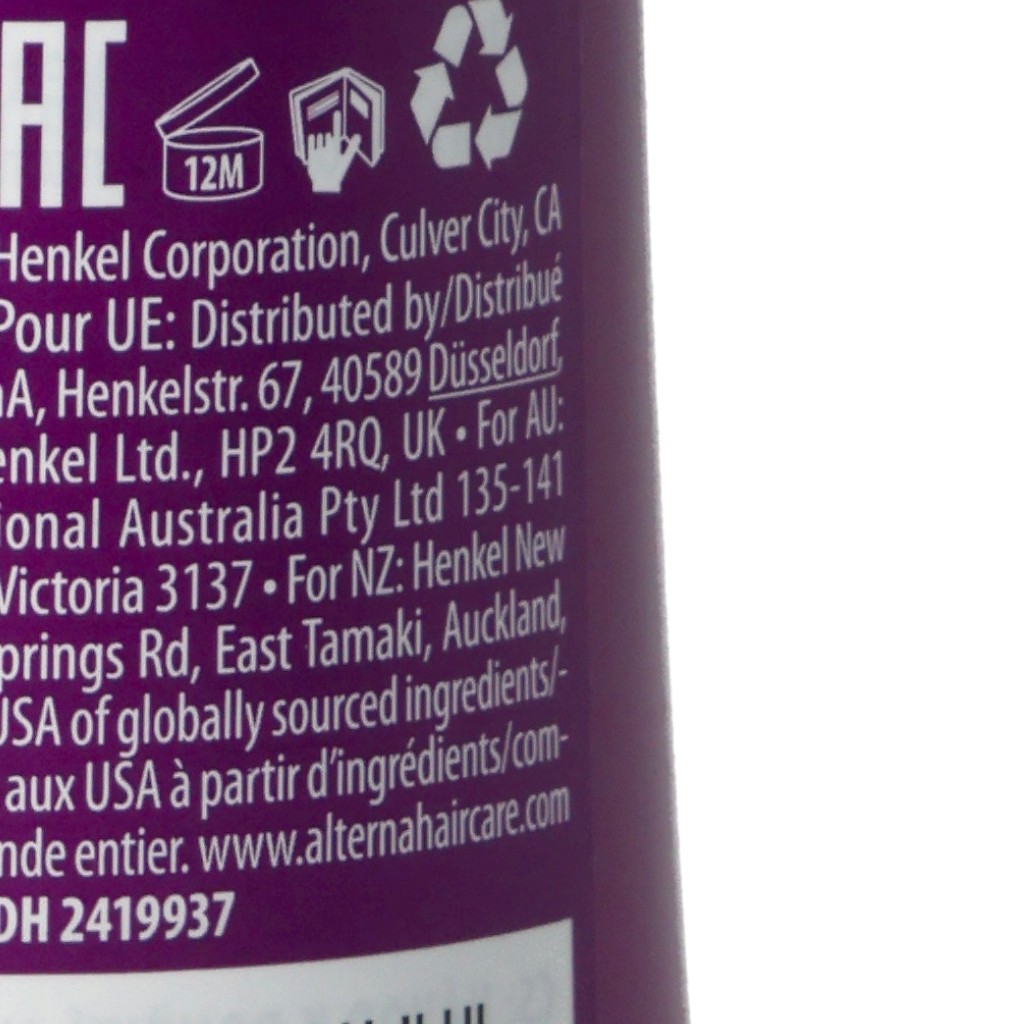 EAC
12M
Henkel Corporation, Culver City, CA
Pour UE: Distributed by/Distribué
A, Henkelstr. 67, 40589 Düsseldorf,
enkel Ltd., HP2 4RQ, UK • For AU:
ional Australia Pty Ltd 135-141
Victoria 3137 • For NZ: Henkel New
prings Rd, East Tamaki, Auckland,
USA of globally sourced ingredients/-
aux USA à partir d'ingrédients/com-
nde entier. www.alternahaircare.com
DH 2419937